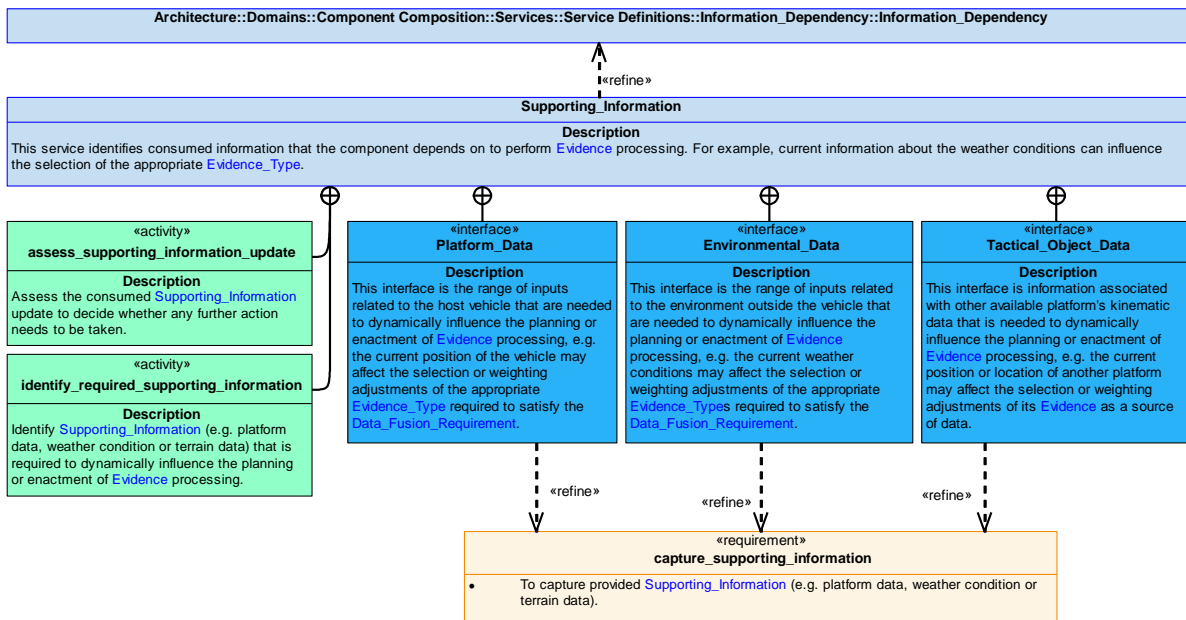 Architecture::Domains::Component Composition::Services::Service Definitions::Information_Dependency::Information_Dependency
«refine»
Supporting_Information
Description
This service identifies consumed information that the component depends on to perform Evidence processing. For example, current information about the weather conditions can influence
the selection of the appropriate Evidence_Type.
«activity»
assess_supporting_information_update
Description
Assess the consumed Supporting_Information
update to decide whether any further action
needs to be taken.
«activity»
identify_required_supporting_information
Description
Identify Supporting_Information (e.g. platform
data, weather condition or terrain data) that is
required to dynamically influence the planning
or enactment of Evidence processing.
«interface»
Platform_Data
Description
This interface is the range of inputs
related to the host vehicle that are needed
to dynamically influence the planning or
enactment of Evidence processing, e.g.
the current position of the vehicle may
affect the selection or weighting
adjustments of the appropriate
Evidence_Type required to satisfy the
Data_Fusion_Requirement.
«interface»
Environmental_Data
Description
This interface is the range of inputs related
to the environment outside the vehicle that
are needed to dynamically influence the
planning or enactment of Evidence
processing, e.g. the current weather
conditions may affect the selection or
weighting adjustments of the appropriate
Evidence_Types required to satisfy the
Data_Fusion_Requirement.
«interface»
Tactical_Object_Data
Description
This interface is information associated
with other available platform's kinematic
data that is needed to dynamically
influence the planning or enactment of
Evidence processing, e.g. the current
position or location of another platform
may affect the selection or weighting
adjustments of its Evidence as a source
of data.
«refine»
«refine»
«refine»
«requirement»
capture_supporting_information
• To capture provided Supporting_Information (e.g. platform data, weather condition or
terrain data).